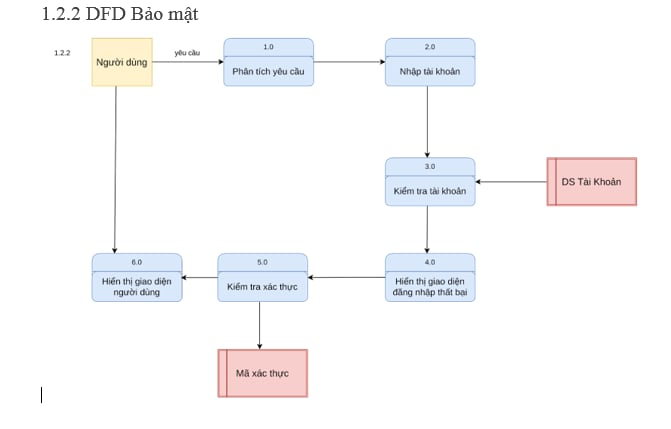 1.2.2 DFD Bảo mật
1.2.2
Người dùng
yêu cầu
1.0
Phân tích yêu cầu
2.0
Nhập tài khoản
3.0
Kiểm tra tài khoản
DS Tài Khoản
6.0
Hiển thị giao diện
người dùng
5.0
Kiểm tra xác thực
4.0
Hiển thị giao diện
đăng nhập thất bại
Mã xác thực